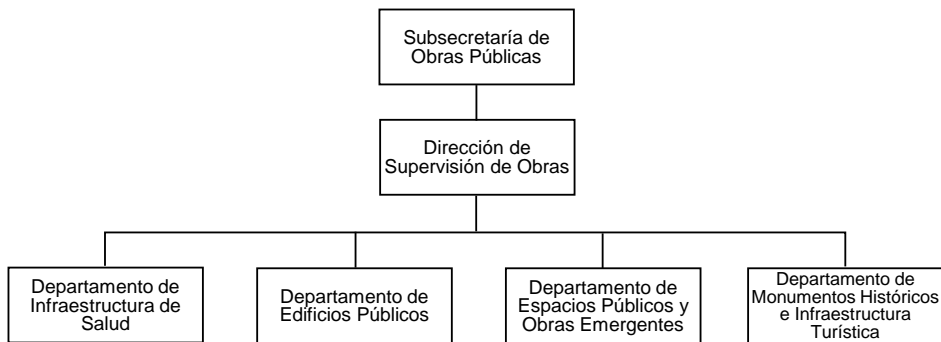 Subsecretaría de
Obras Públicas
Dirección de
Supervisión de Obras
Departamento de
Infraestructura de
Salud
Departamento de
Edificios Públicos
Departamento de
Espacios Públicos y
Obras Emergentes
Departamento de
Monumentos Históricos
e Infraestructura
Turística